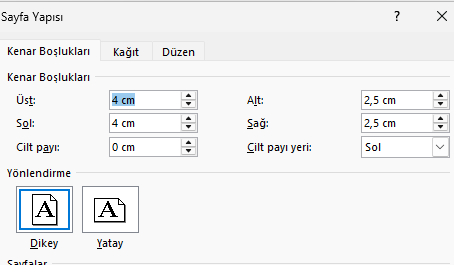 Sayfa Yapısı ? ×
Kenar Boşlukları Kağıt Düzen
Kenar Boşlukları
Üst: 4 cm Alt: 2,5 cm
Sol: 4 cm Sağ: 2,5 cm
Cilt payı: 0 cm Cilt payı yeri: Sol
Yönlendirme
A A
Dikey Yatay
Sayfalar